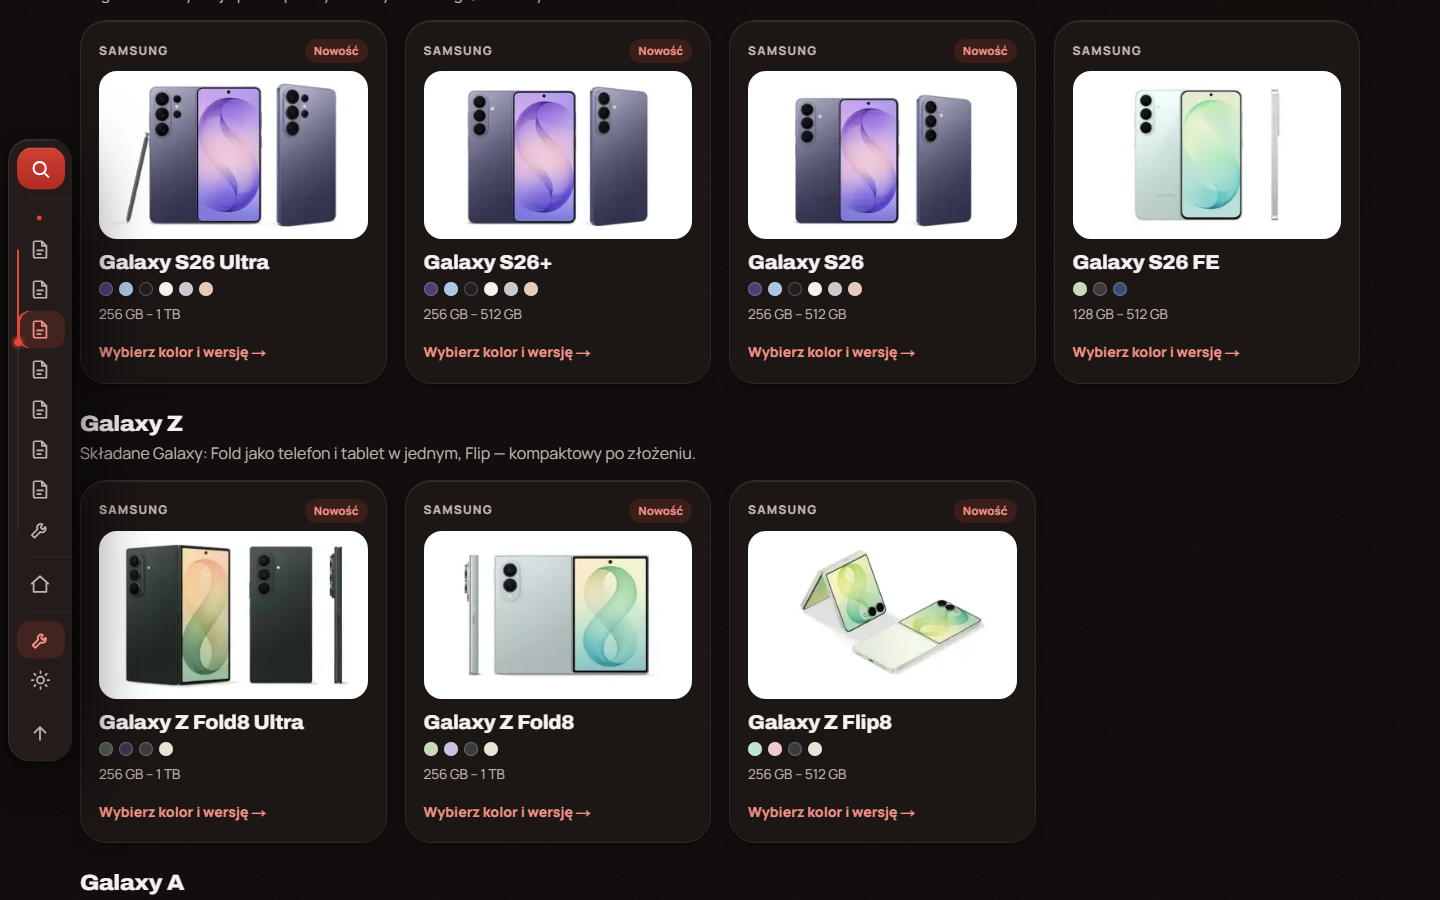 SAMSUNG
Nowość
SAMSUNG
Nowość
SAMSUNG
Nowość
SAMSUNG
Galaxy S26 Ultra
Galaxy S26+
Galaxy S26
Galaxy S26 FE
256 GB – 1 TB
256 GB – 512 GB
256 GB – 512 GB
128 GB – 512 GB
Wybierz kolor i wersję →
Wybierz kolor i wersję →
Wybierz kolor i wersję →
Wybierz kolor i wersję →
Galaxy Z
Składane Galaxy: Fold jako telefon i tablet w jednym, Flip — kompaktowy po złożeniu.
SAMSUNG
Nowość
SAMSUNG
Nowość
SAMSUNG
Nowość
Galaxy Z Fold8 Ultra
Galaxy Z Fold8
Galaxy Z Flip8
256 GB – 1 TB
256 GB – 1 TB
256 GB – 512 GB
Wybierz kolor i wersję →
Wybierz kolor i wersję →
Wybierz kolor i wersję →
Galaxy A